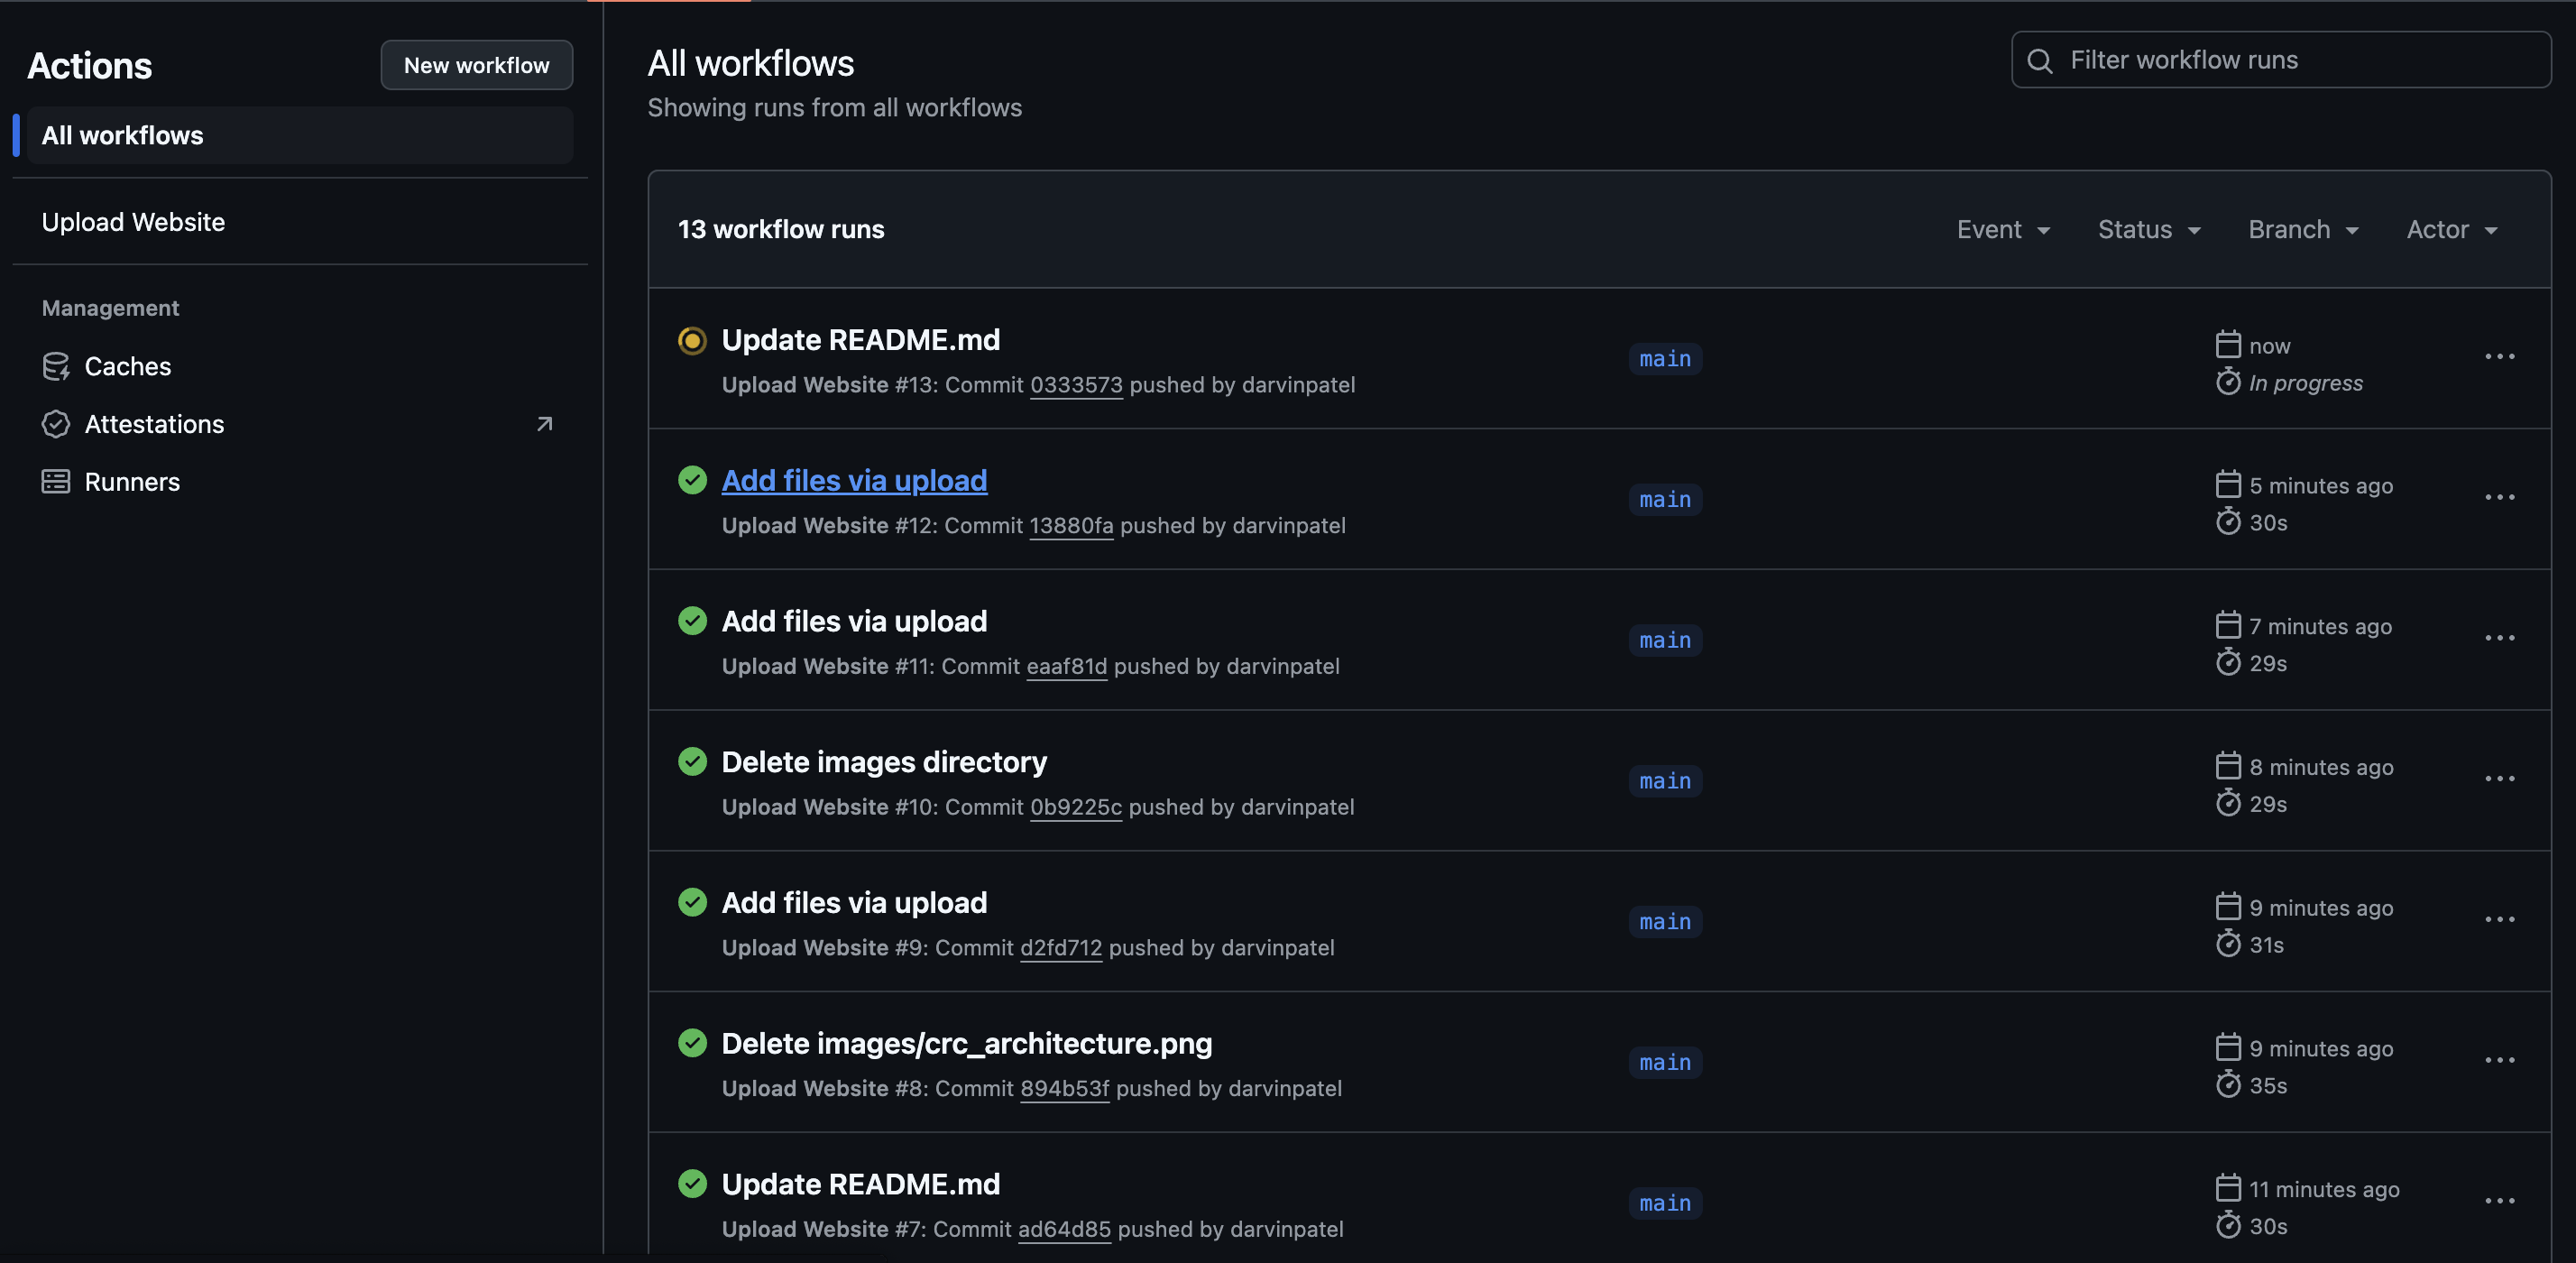 Actions
New workflow
All workflows
Upload Website
Management
Caches
Attestations
Runners
All workflows
Showing runs from all workflows
Filter workflow runs
13 workflow runs
Event Status Branch Actor
Update README.md
Upload Website #13: Commit 0333573 pushed by darvinpatel
main
now
In progress
Add files via upload
Upload Website #12: Commit 13880fa pushed by darvinpatel
main
5 minutes ago
30s
Add files via upload
Upload Website #11: Commit eaaf81d pushed by darvinpatel
main
7 minutes ago
29s
Delete images directory
Upload Website #10: Commit 0b9225c pushed by darvinpatel
main
8 minutes ago
29s
Add files via upload
Upload Website #9: Commit d2fd712 pushed by darvinpatel
main
9 minutes ago
31s
Delete images/crc_architecture.png
Upload Website #8: Commit 894b53f pushed by darvinpatel
main
9 minutes ago
35s
Update README.md
Upload Website #7: Commit ad64d85 pushed by darvinpatel
main
11 minutes ago
30s